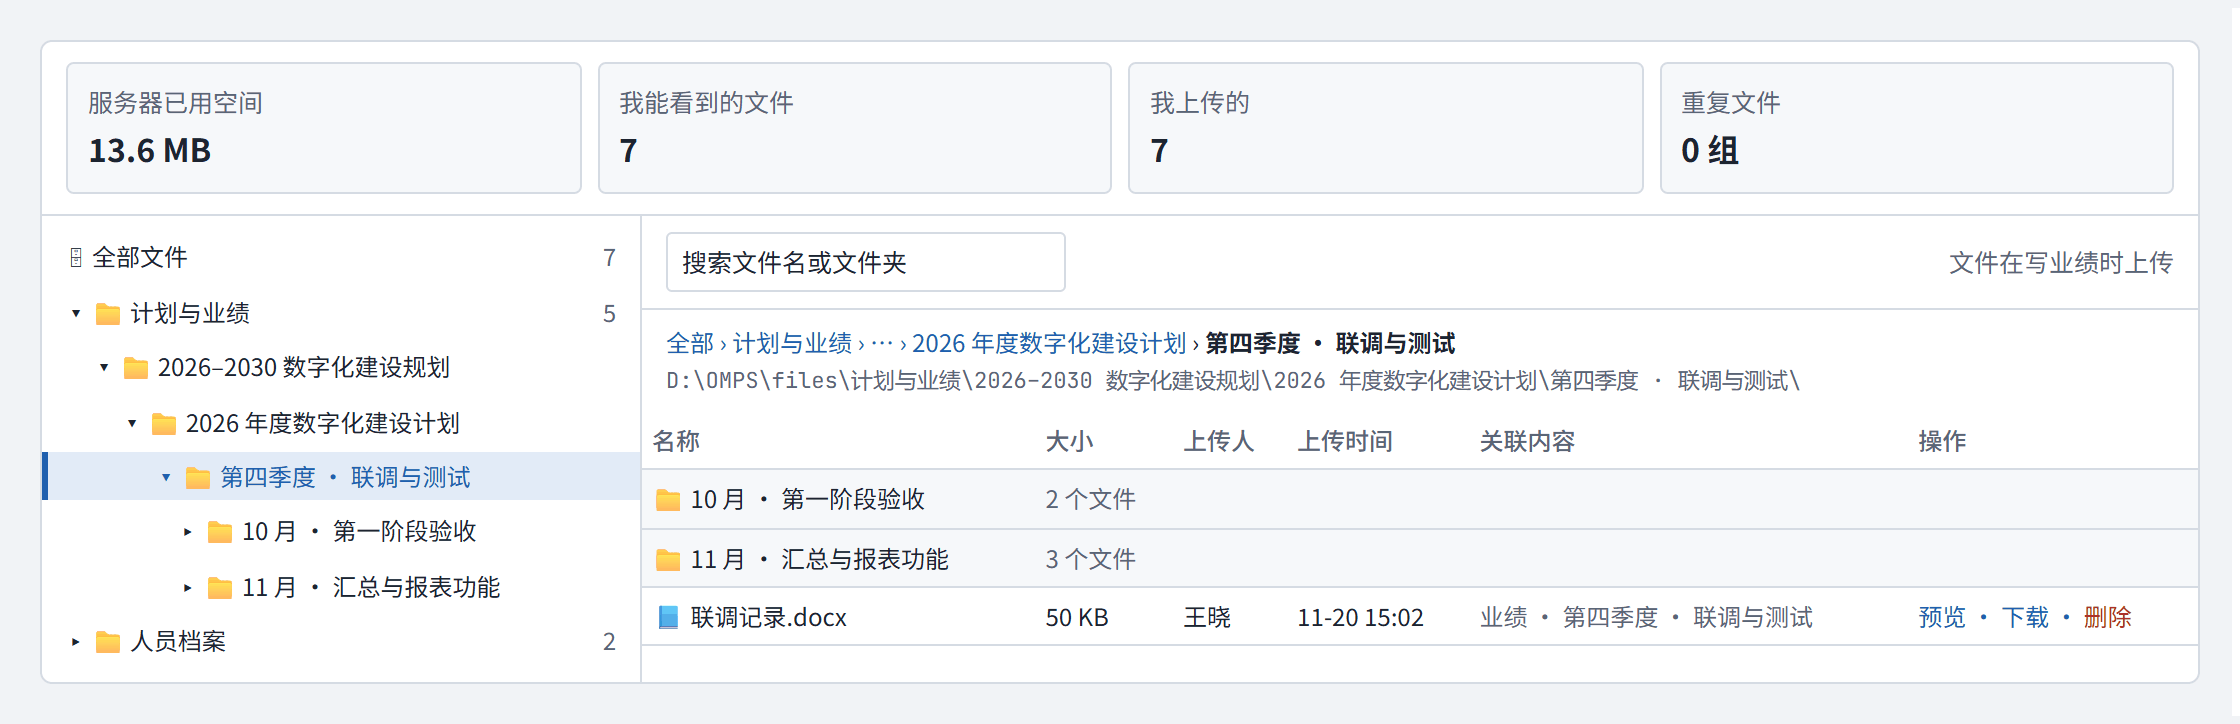 服务器已用空间
13.6 MB
我能看到的文件
7
我上传的
7
重复文件
0 组
全部文件 7
计划与业绩 5
2026–2030 数字化建设规划
2026 年度数字化建设计划
第四季度 · 联调与测试
10 月 · 第一阶段验收
11 月 · 汇总与报表功能
人员档案 2
搜索文件名或文件夹
文件在写业绩时上传
全部 › 计划与业绩 › ··· › 2026 年度数字化建设计划 › 第四季度 · 联调与测试
D:\OMPS\files\计划与业绩\2026–2030 数字化建设规划\2026 年度数字化建设计划\第四季度 · 联调与测试\
名称 大小 上传人 上传时间 关联内容 操作
10 月 · 第一阶段验收 2 个文件
11 月 · 汇总与报表功能 3 个文件
联调记录.docx 50 KB 王晓 11-20 15:02 业绩 · 第四季度 · 联调与测试 预览 · 下载 · 删除